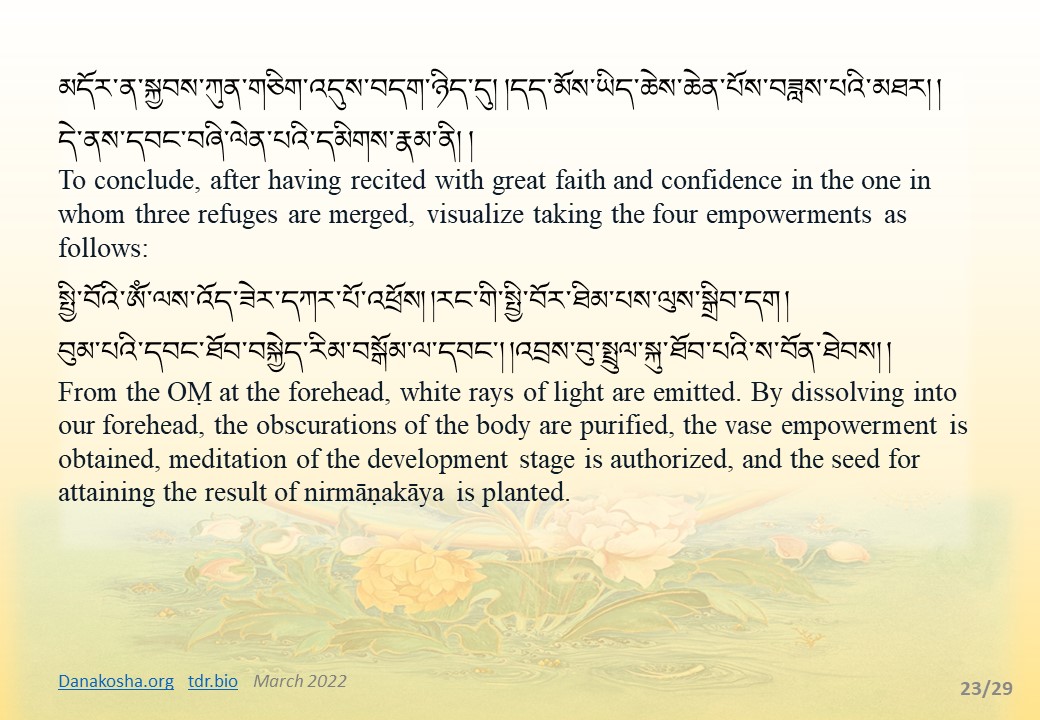 མདོར་ན་སྐྱབས་ཀུན་གཅིག་འདུས་བདག་ཉིད་དུ། །དད་མོས་ཡིད་ཆེས་ཆེན་པོས་བཟླས་པའི་མཐར།།
དེ་ནས་དབང་བཞི་ལེན་པའི་དམིགས་རྣམ་ནི།།
To conclude, after having recited with great faith and confidence in the one in
whom three refuges are merged, visualize taking the four empowerments as
follows:
སྤྱི་བོའི་ཨོཾ་ལས་འོད་ཟེར་དཀར་པོ་འཕྲོས། །རང་གི་སྤྱི་བོར་ཐིམ་པས་ལུས་སྒྲིབ་དག།
བུམ་པའི་དབང་ཐོབ་བསྐྱེད་རིམ་བསྒོམ་ལ་དབང་། །འབྲས་བུ་སྤྲུལ་སྐུ་ཐོབ་པའི་ས་བོན་ཐེབས།།
From the OṂ at the forehead, white rays of light are emitted. By dissolving into
our forehead, the obscurations of the body are purified, the vase empowerment is
obtained, meditation of the development stage is authorized, and the seed for
attaining the result of nirmāṇakāya is planted.
Danakosha.org tdr.bio March 2022
23/29